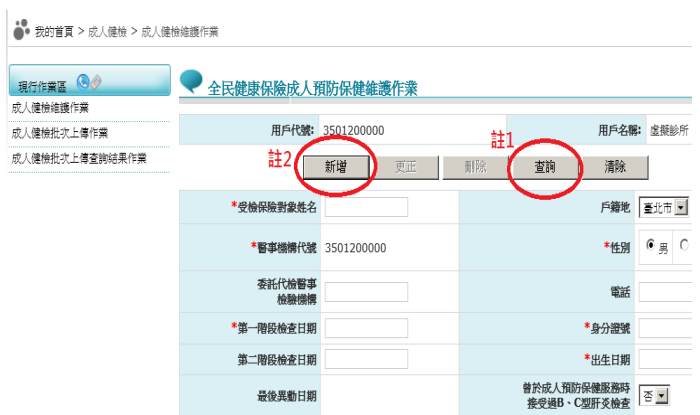 我的首頁 > 成人健檢 > 成人健檢維護作業
現行作業區
成人健檢維護作業
成人健檢批次上傳作業
成人健檢批次上傳查詢結果作業
全民健康保險成人預防保健維護作業
用戶代號: 3501200000 用戶名稱: 虛擬診所
註1
註2
新增 更正 刪除 查詢 清除
*受檢保險對象姓名 戶籍地 臺北市
*醫事機構代號 3501200000 *性別 男
委託代檢醫事 電話
檢驗機構
*第一階段檢查日期 *身分證號
第二階段檢查日期 *出生日期
最後異動日期 曾於成人預防保健服務時 否
接受過B、C型肝炎檢查